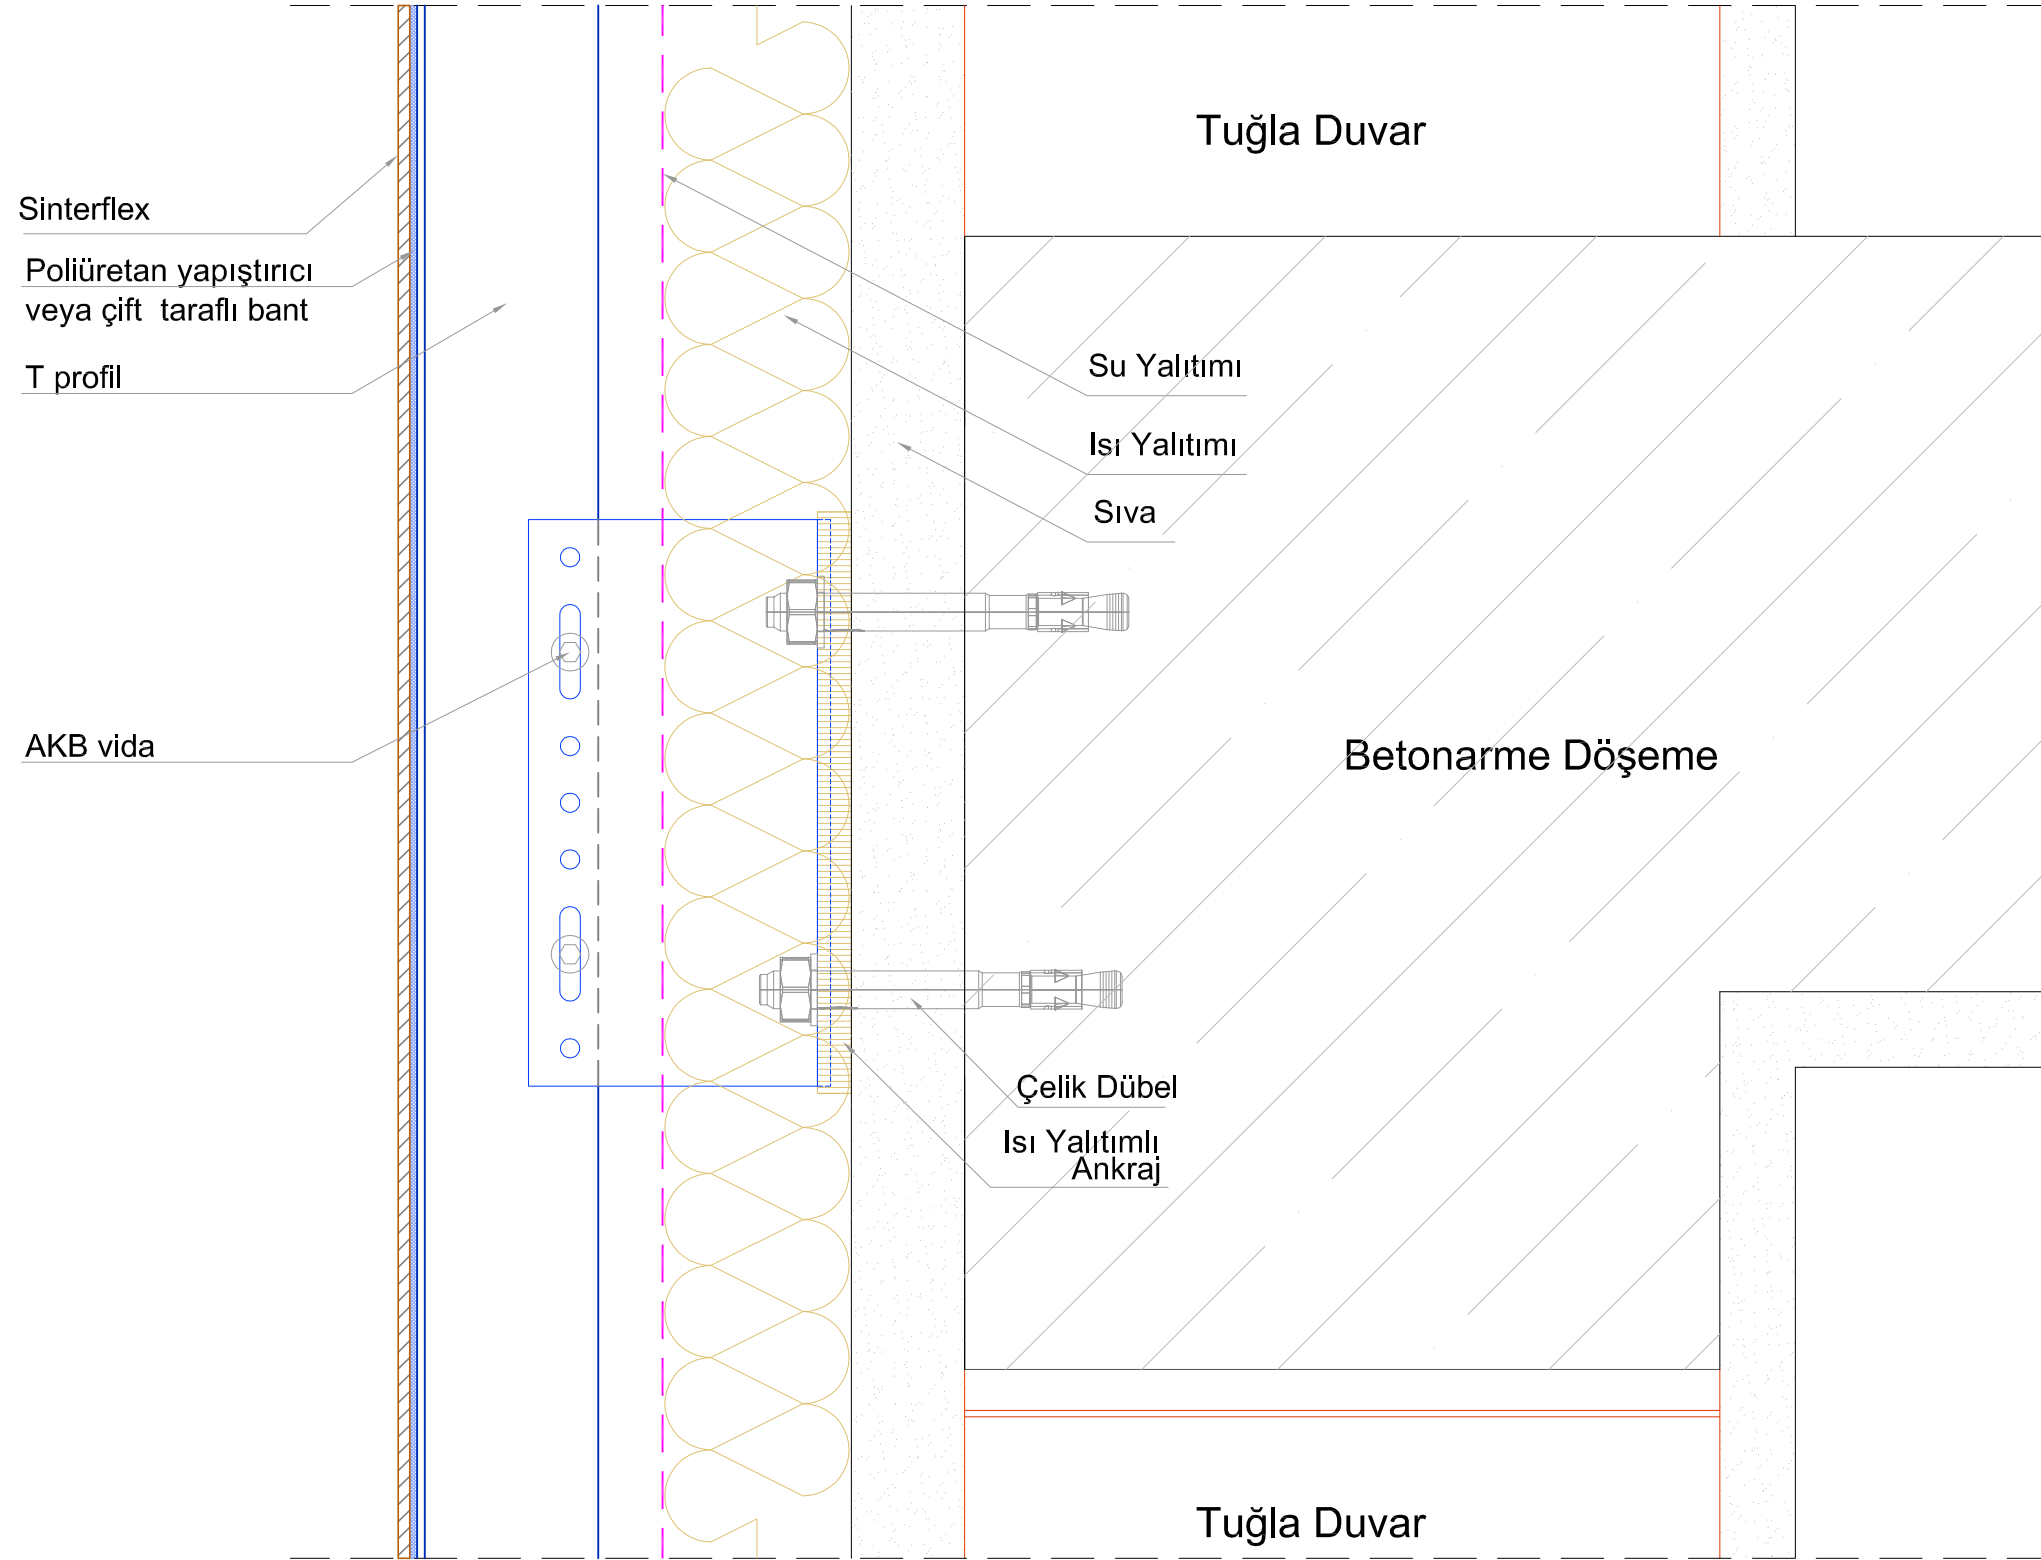 Tuğla Duvar
Sinterflex
Poliüretan yapıştırıcı
veya çift taraflı bant
T profil
Su Yalıtımı
Isı Yalıtımı
Sıva
AKB vida
Betonarme Döşeme
Çelik Dübel
Isı Yalıtımlı
Ankraj
Tuğla Duvar